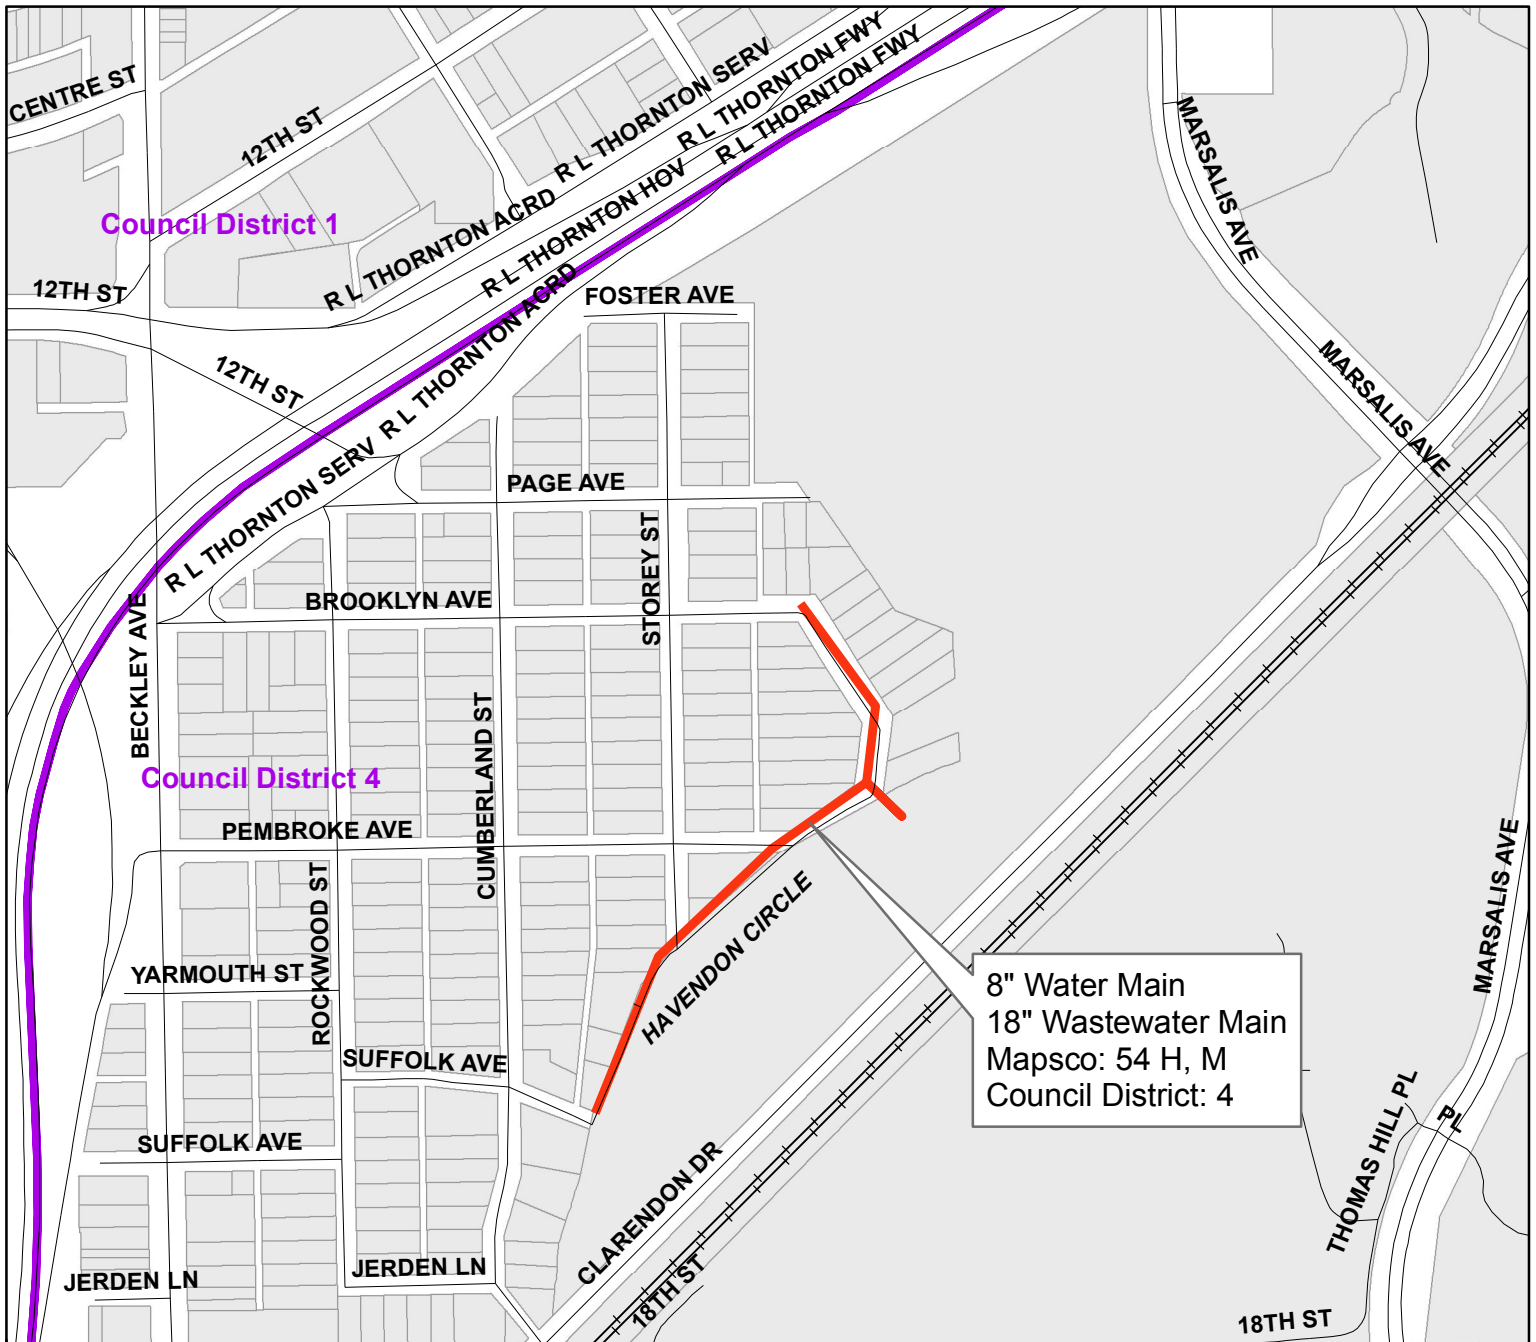 CENTRE ST
12TH ST
R L THORNTON SERV
R L THORNTON FWY
R L THORNTON FWY
MARSALIS AVE
Council District 1
R L THORNTON ACRD
R L THORNTON HOV
12TH ST
R L THORNTON ACRD
FOSTER AVE
12TH ST
MARSALIS AVE
R L THORNTON SERV
PAGE AVE
STOREY ST
BROOKLYN AVE
BECKLEY AVE
CUMBERLAND ST
Council District 4
PEMBROKE AVE
ROCKWOOD ST
HAVENDON CIRCLE
MARSALIS AVE
YARMOUTH ST
8" Water Main
18" Wastewater Main
Mapsco: 54 H, M
Council District: 4
SUFFOLK AVE
SUFFOLK AVE
THOMAS HILL PL
PL
CLARENDON DR
JERDEN LN
JERDEN LN
18TH ST
18TH ST